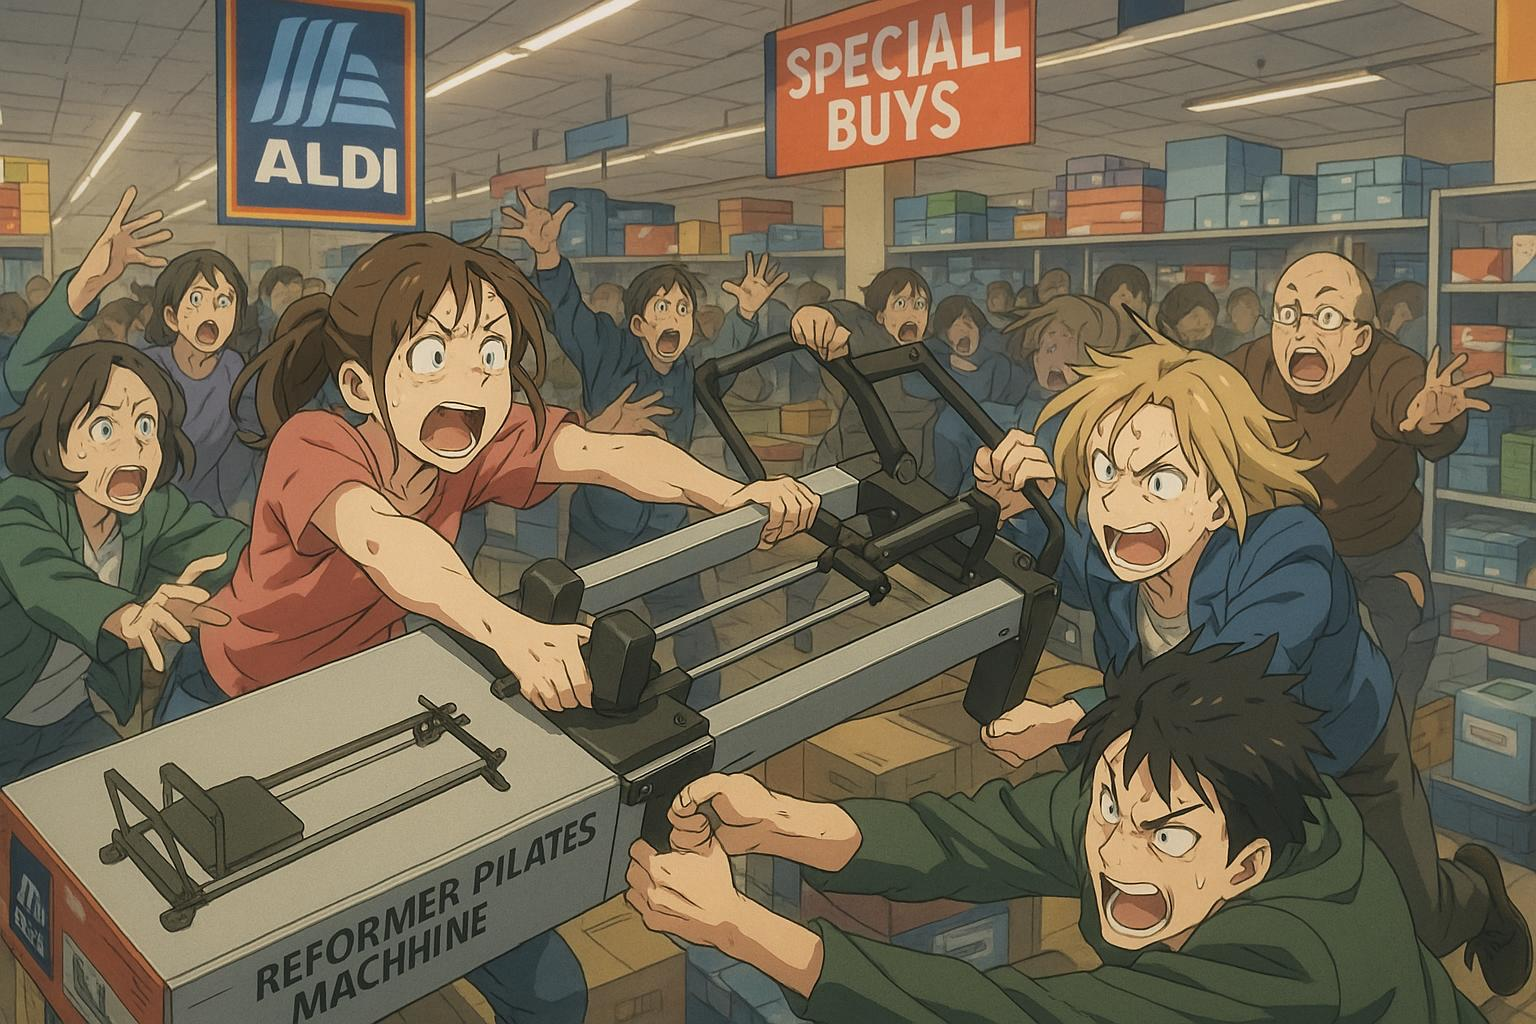 ALDI
SPECIALL
BUYS
REFORMER PILATES
MACHHINE